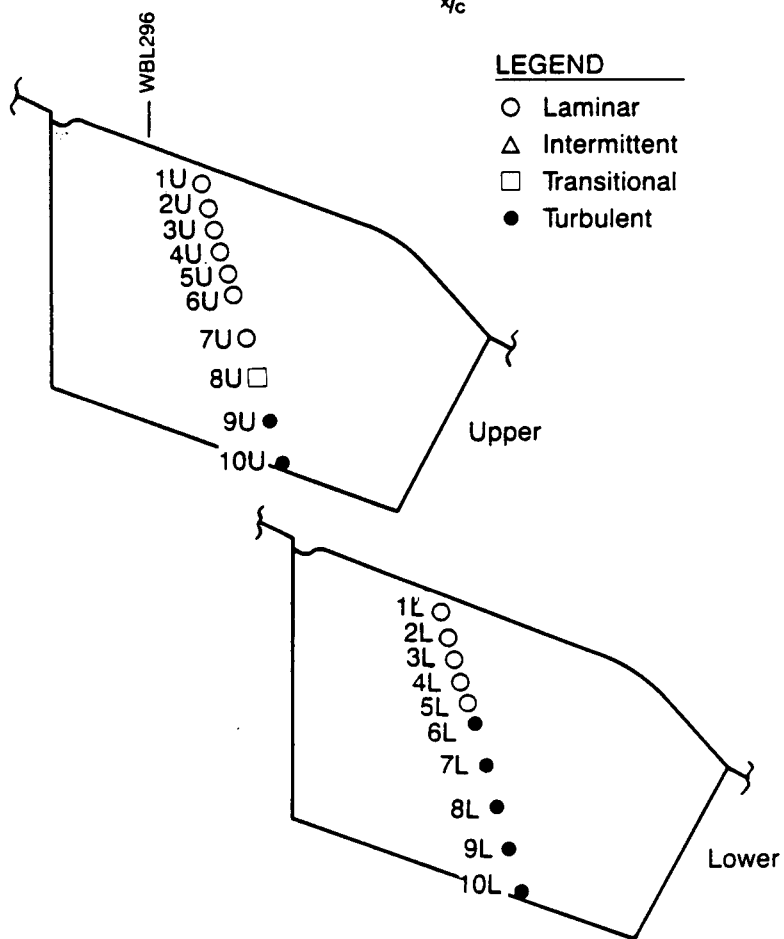 x/c
WBL296
LEGEND
Laminar
Intermittent
Transitional
Turbulent
1U
2U
3U
4U
5U
6U
7U
8U
9U
10U
Upper
1L
2L
3L
4L
5L
6L
7L
8L
9L
10L
Lower